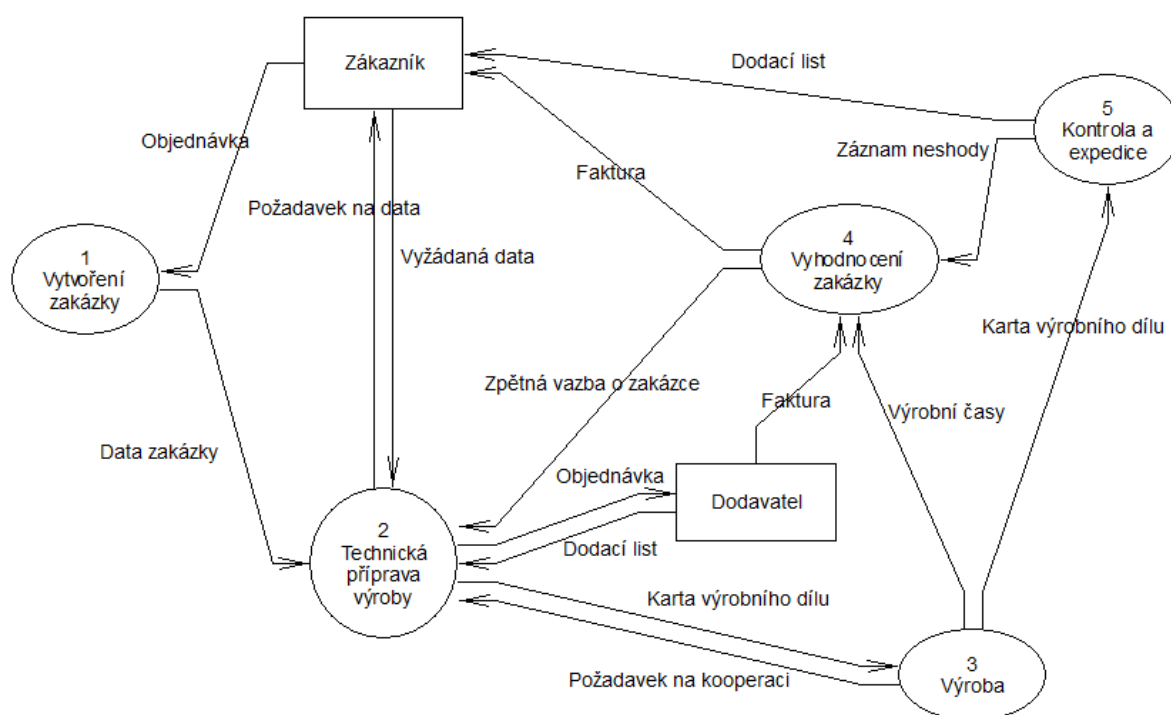 Zákazník
Dodací list
5
Kontrola a
expedice
Objednávka
Záznam neshody
Faktura
Požadavek na data
1
Vytvoření
zakázky
Vyžádaná data
4
Vyhodnocení
zakázky
Karta výrobního dílu
Zpětná vazba o zakázce
Faktura
Výrobní časy
Data zakázky
Objednávka
Dodavatel
2
Technická
příprava
výroby
Dodací list
Karta výrobního dílu
Požadavek na kooperaci
3
Výroba